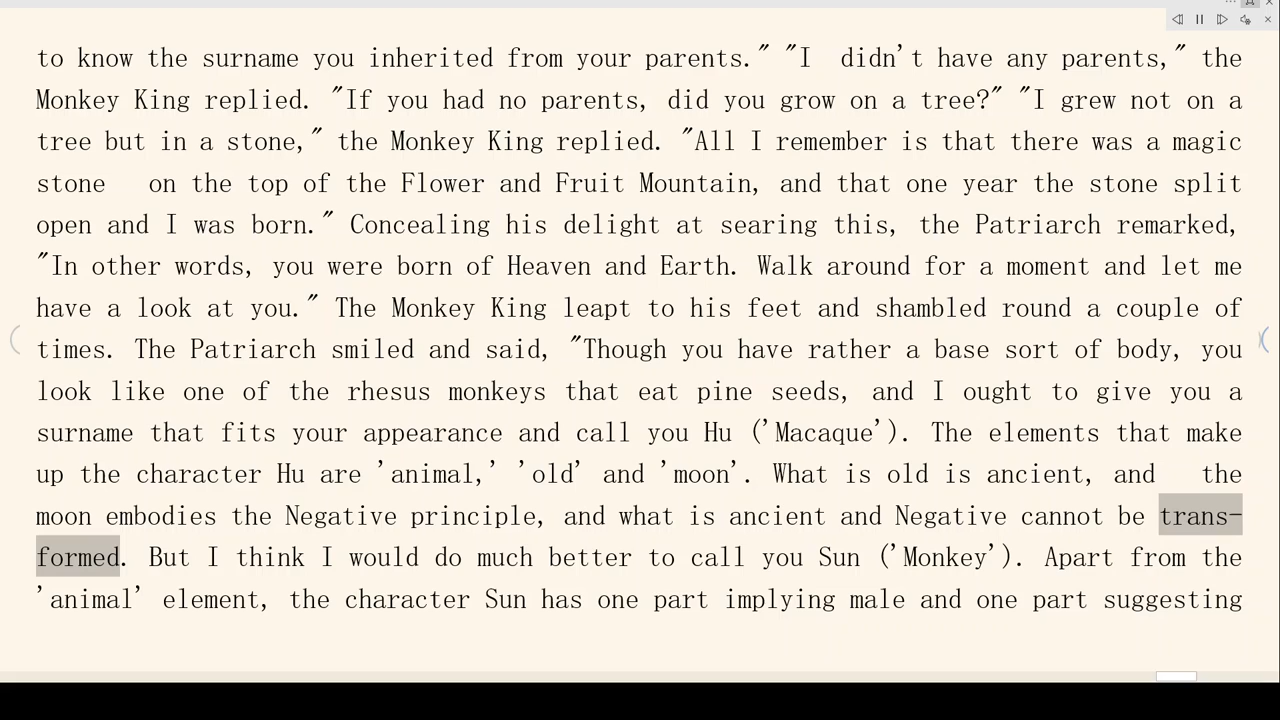 to know the surname you inherited from your parents." "I didn't have any parents," the
Monkey King replied. "If you had no parents, did you grow on a tree?" "I grew not on a
tree but in a stone," the Monkey King replied. "All I remember is that there was a magic
stone on the top of the Flower and Fruit Mountain, and that one year the stone split
open and I was born." Concealing his delight at searing this, the Patriarch remarked,
"In other words, you were born of Heaven and Earth. Walk around for a moment and let me
have a look at you." The Monkey King leapt to his feet and shambled round a couple of
times. The Patriarch smiled and said, "Though you have rather a base sort of body, you
look like one of the rhesus monkeys that eat pine seeds, and I ought to give you a
surname that fits your appearance and call you Hu ('Macaque'). The elements that make
up the character Hu are 'animal,' 'old' and 'moon'. What is old is ancient, and the
moon embodies the Negative principle, and what is ancient and Negative cannot be trans-
formed. But I think I would do much better to call you Sun ('Monkey'). Apart from the
'animal' element, the character Sun has one part implying male and one part suggesting